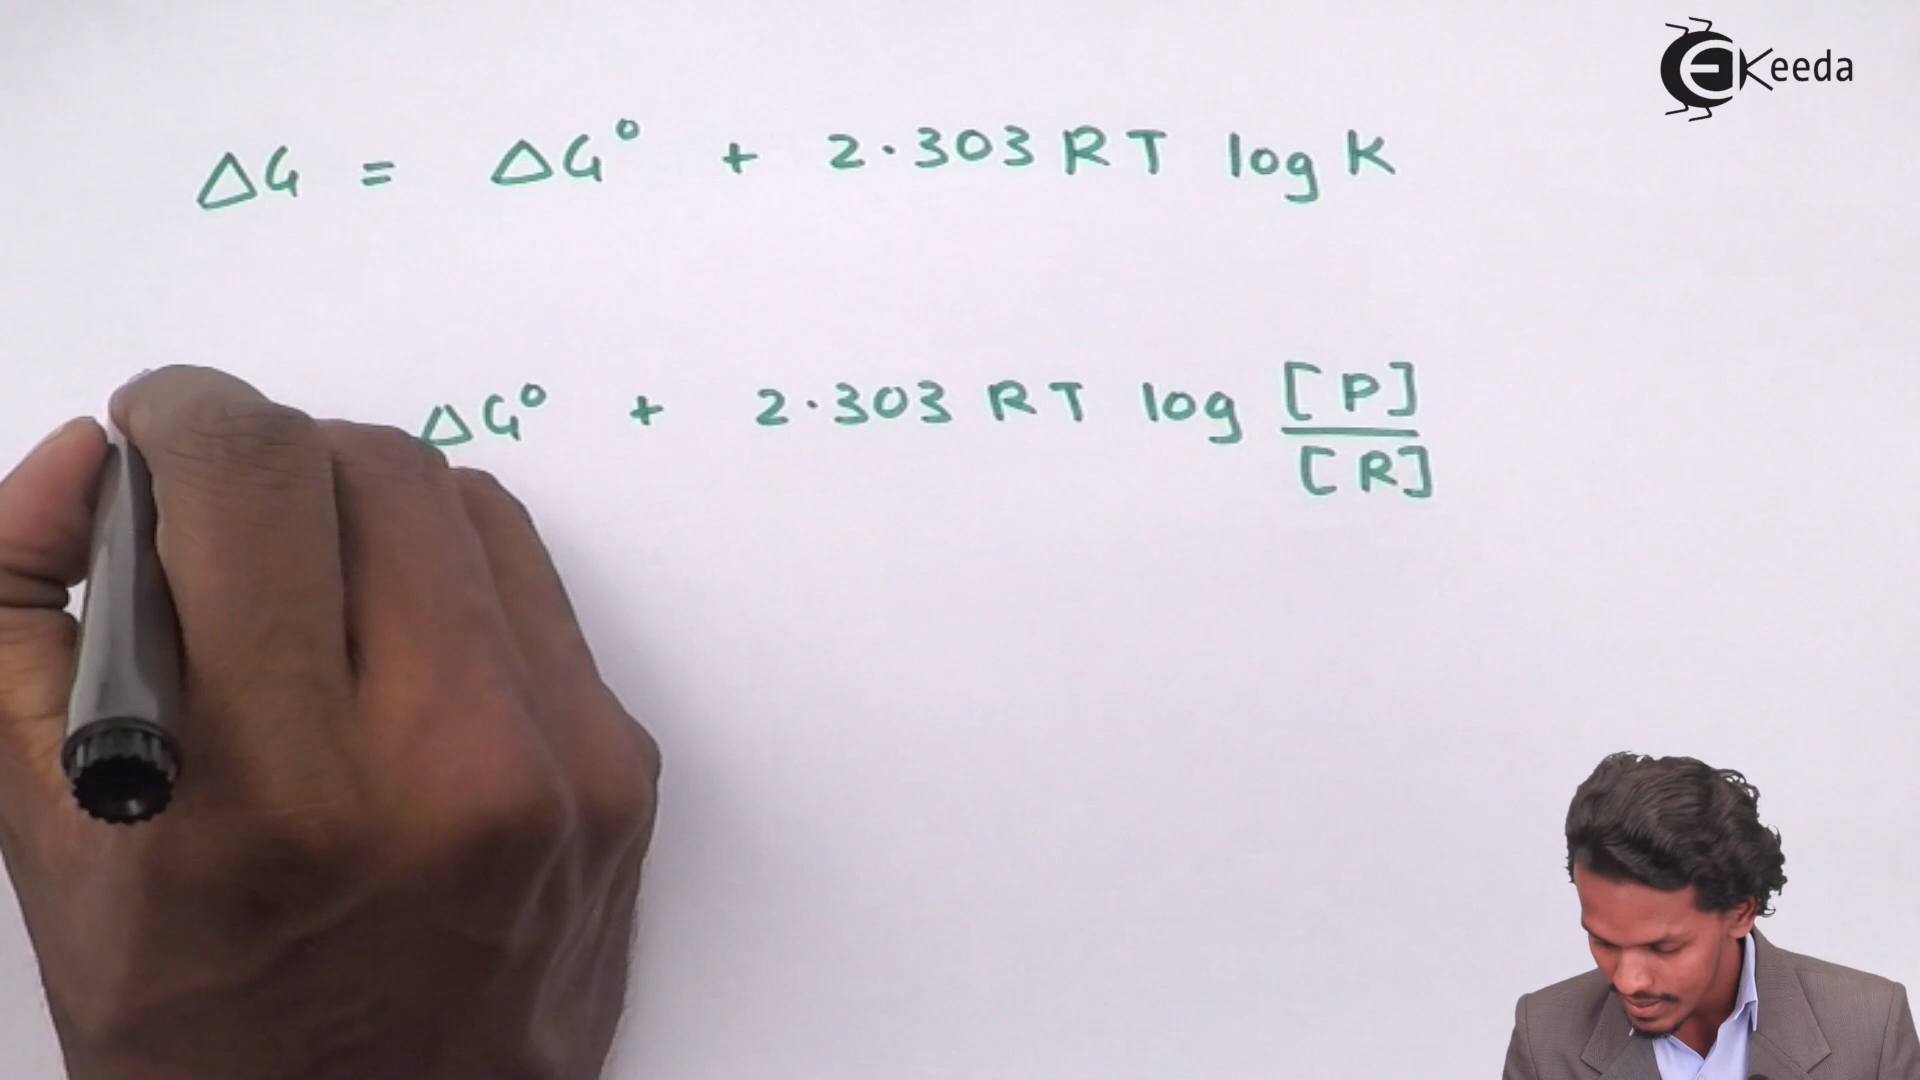 Keeda
ΔG = ΔG° + 2.303 RT log K
ΔG° + 2.303 RT log [P]
[R]